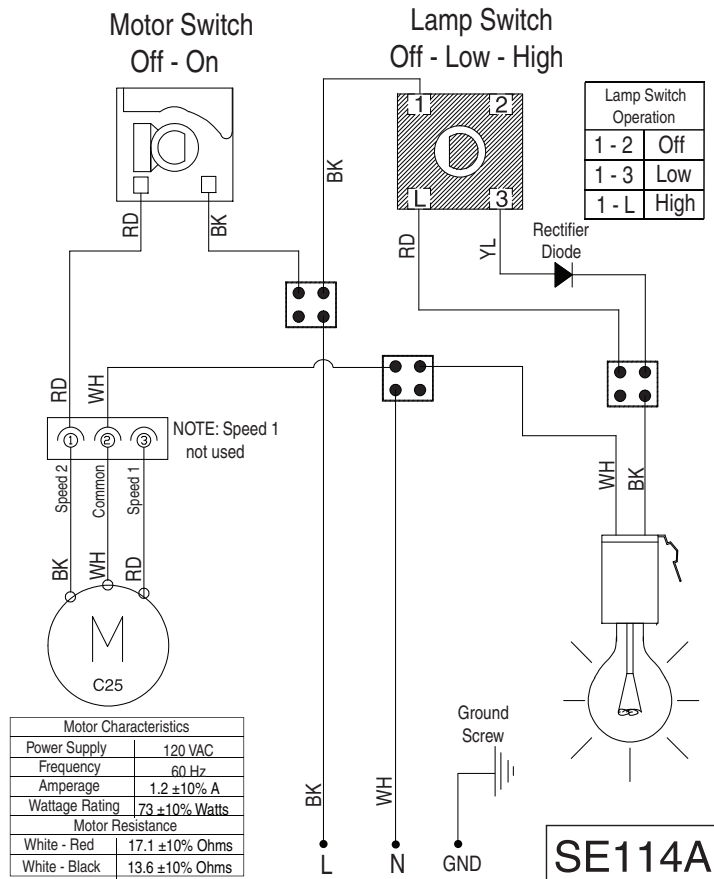 Motor Switch
Off - On
Lamp Switch
Off - Low - High
1
2
L
3
Lamp Switch
Operation
1 - 2 Off
1 - 3 Low
1 - L High
BK
RD
BK
RD
YL
Rectifier
Diode
RD
WH
NOTE: Speed 1
not used
1
2
3
Speed 2
Common
Speed 1
WH
BK
BK
WH
RD
M
C25
Motor Characteristics
Power Supply 120 VAC
Frequency 60 Hz
Amperage 1.2 ±10% A
Wattage Rating 73 ±10% Watts
Motor Resistance
White - Red 17.1 ±10% Ohms
White - Black 13.6 ±10% Ohms
Ground
Screw
BK
WH
L
N
GND
SE114A